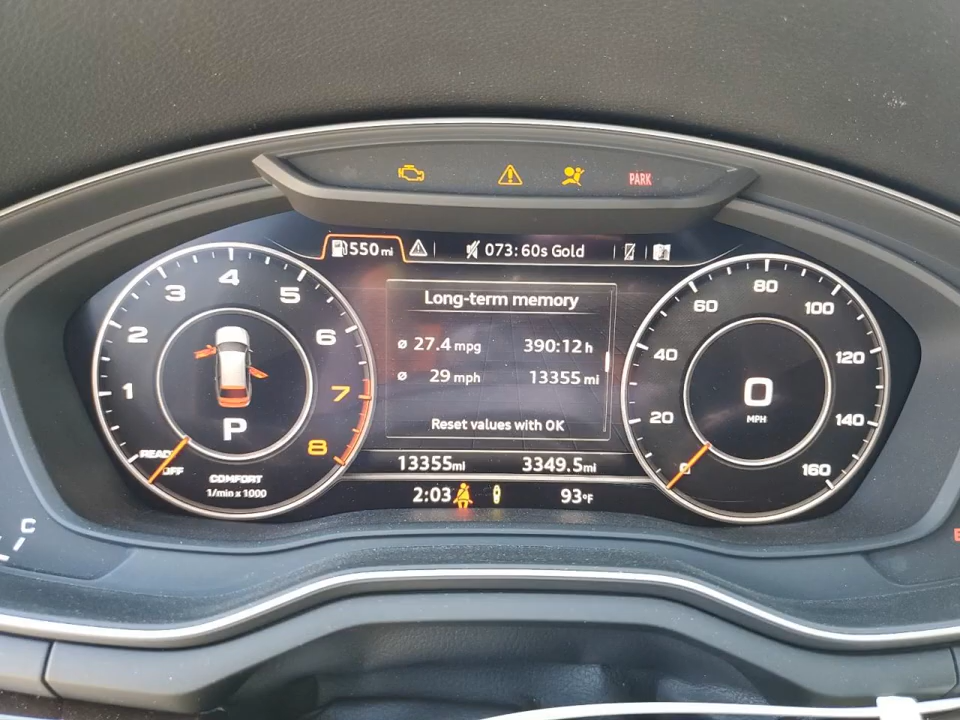 PARK
550 mi
073: 60s Gold
Long-term memory
Ø 27.4 mpg 390:12 h
Ø 29 mph 13355 mi
Reset values with OK
13355mi 3349.5mi
2:03 93°F
1
2
3
4
5
6
7
8
P
READY
OFF
COMFORT
1/min x 1000
0
20
40
60
80
100
120
140
160
0
MPH
C